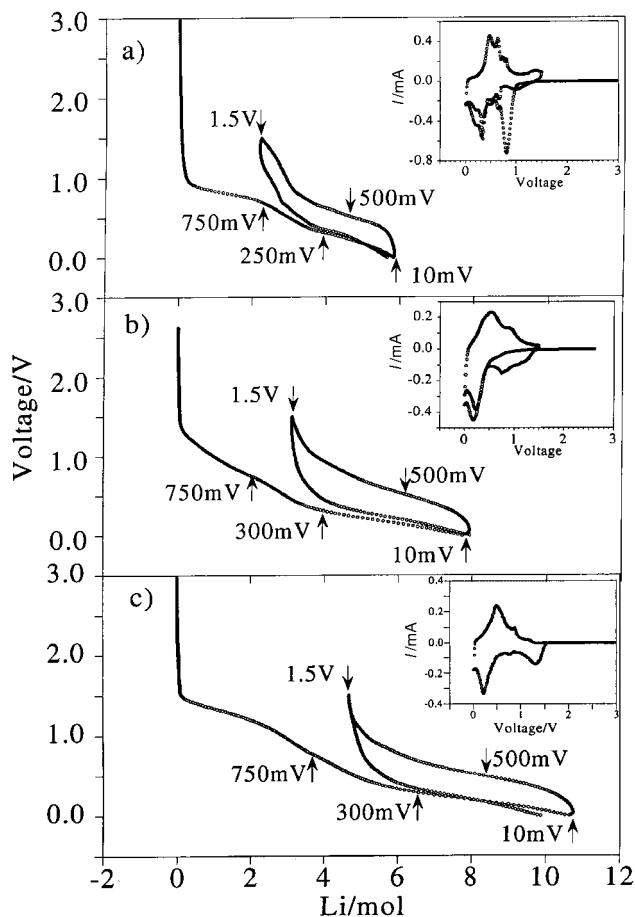 a)
3.0
2.0
1.0
0.0
1.5V
500mV
750mV
250mV
10mV
0.4
0.0
-0.4
-0.8
I/mA
0 1 2 3
Voltage
b)
3.0
2.0
1.0
0.0
1.5V
500mV
750mV
300mV
10mV
0.2
0.0
-0.2
-0.4
I/mA
0 1 2 3
Voltage
Voltage/V
c)
3.0
2.0
1.0
0.0
1.5V
500mV
750mV
300mV
10mV
0.4
0.2
0.0
-0.2
-0.4
I/mA
0 1 2 3
Voltage/V
-2 0 2 4 6 8 10 12
Li/mol